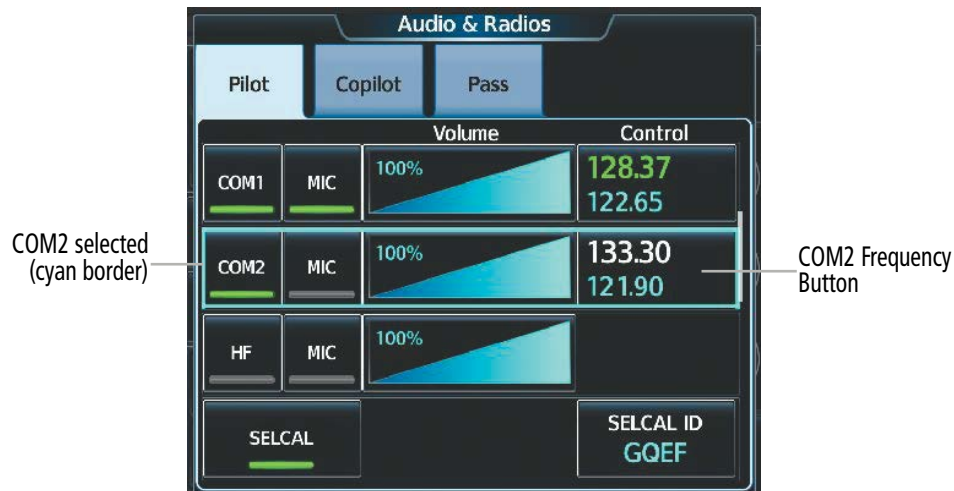 Audio & Radios
Pilot
Copilot
Pass
Volume
Control
COM1
MIC
100%
128.37
122.65
COM2 selected
(cyan border)
COM2
MIC
100%
133.30
121.90
COM2 Frequency
Button
HF
MIC
100%
SELCAL
SELCAL ID
GQEF